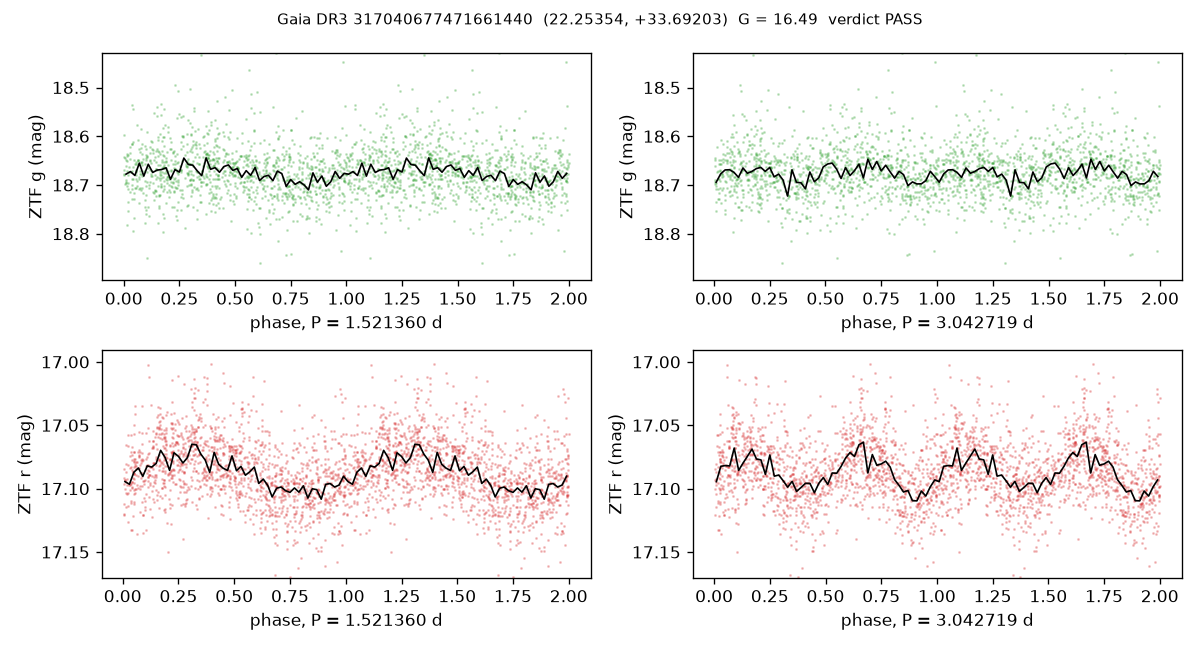 Gaia DR3 317040677471661440 (22.25354, +33.69203) G = 16.49 verdict PASS
ZTF g (mag)
18.5
18.6
18.7
18.8
0.00 0.25 0.50 0.75 1.00 1.25 1.50 1.75 2.00
phase, P = 1.521360 d
ZTF g (mag)
18.5
18.6
18.7
18.8
0.00 0.25 0.50 0.75 1.00 1.25 1.50 1.75 2.00
phase, P = 3.042719 d
ZTF r (mag)
17.00
17.05
17.10
17.15
0.00 0.25 0.50 0.75 1.00 1.25 1.50 1.75 2.00
phase, P = 1.521360 d
ZTF r (mag)
17.00
17.05
17.10
17.15
0.00 0.25 0.50 0.75 1.00 1.25 1.50 1.75 2.00
phase, P = 3.042719 d